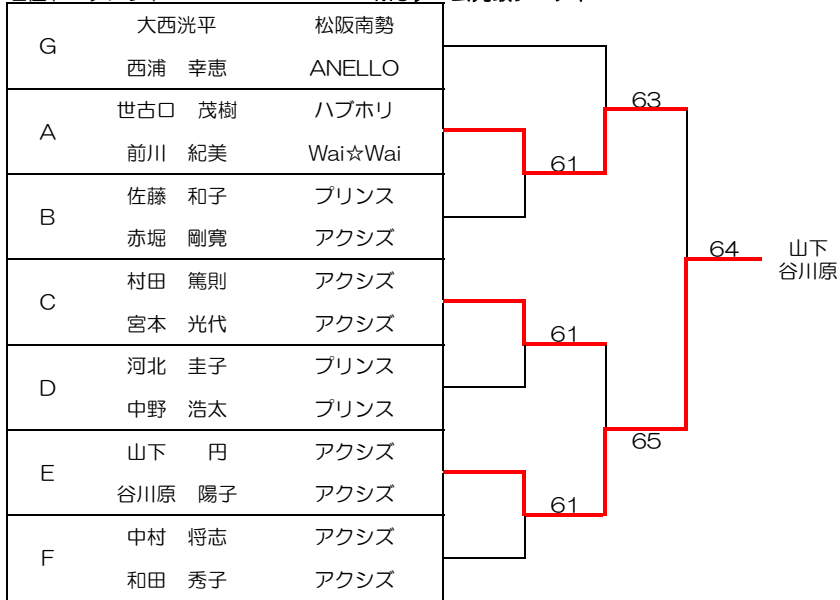 G
大西洸平 松阪南勢
西浦 幸恵 ANELLO
A
世古口 茂樹 ハブホリ
前川 紀美 Wai☆Wai
B
佐藤 和子 プリンス
赤堀 剛寛 アクシズ
C
村田 篤則 アクシズ
宮本 光代 アクシズ
D
河北 圭子 プリンス
中野 浩太 プリンス
E
山下 円 アクシズ
谷川原 陽子 アクシズ
F
中村 将志 アクシズ
和田 秀子 アクシズ
61
63
61
61
65
64
山下
谷川原